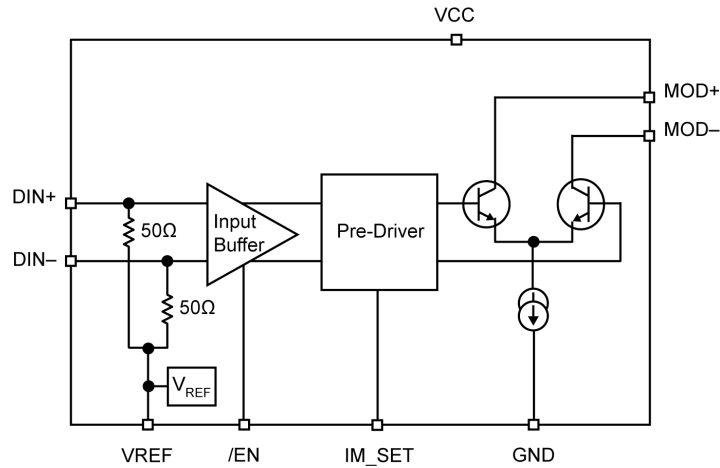 VCC
MOD+
MOD–
DIN+
DIN–
50Ω
50Ω
Input
Buffer
Pre-Driver
VREF
VREF
/EN
IM_SET
GND